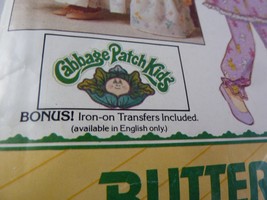 Cabbage Patch Kids
BONUS! Iron-on Transfers Included.
(available in English only.)
BUTTER